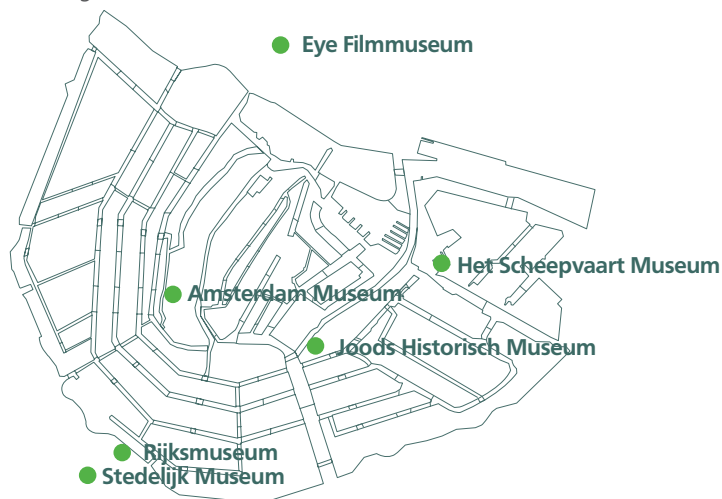 Eye Filmmuseum
Het Scheepvaart Museum
Amsterdam Museum
Joods Historisch Museum
Rijksmuseum
Stedelijk Museum